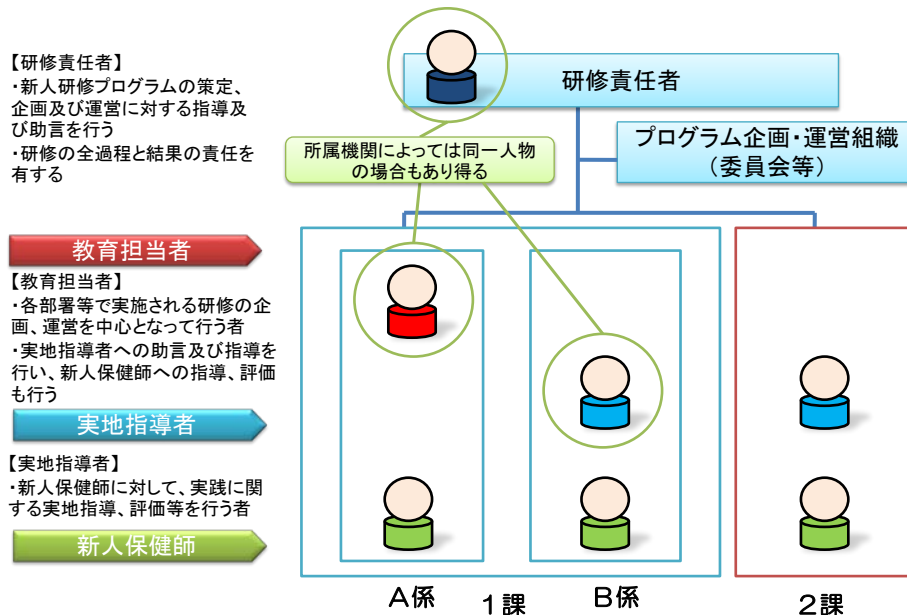 【研修責任者】
・新人研修プログラムの策定、
企画及び運営に対する指導及
び助言を行う
・研修の全過程と結果の責任を
有する
研修責任者
プログラム企画・運営組織
（委員会等）
所属機関によっては同一人物
の場合もあり得る
教育担当者
【教育担当者】
・各部署等で実施される研修の企
画、運営を中心となって行う者
・実地指導者への助言及び指導を
行い、新人保健師への指導、評価
も行う
実地指導者
【実地指導者】
・新人保健師に対して、実践に関
する実地指導、評価等を行う者
新人保健師
A係
1課
B係
2課